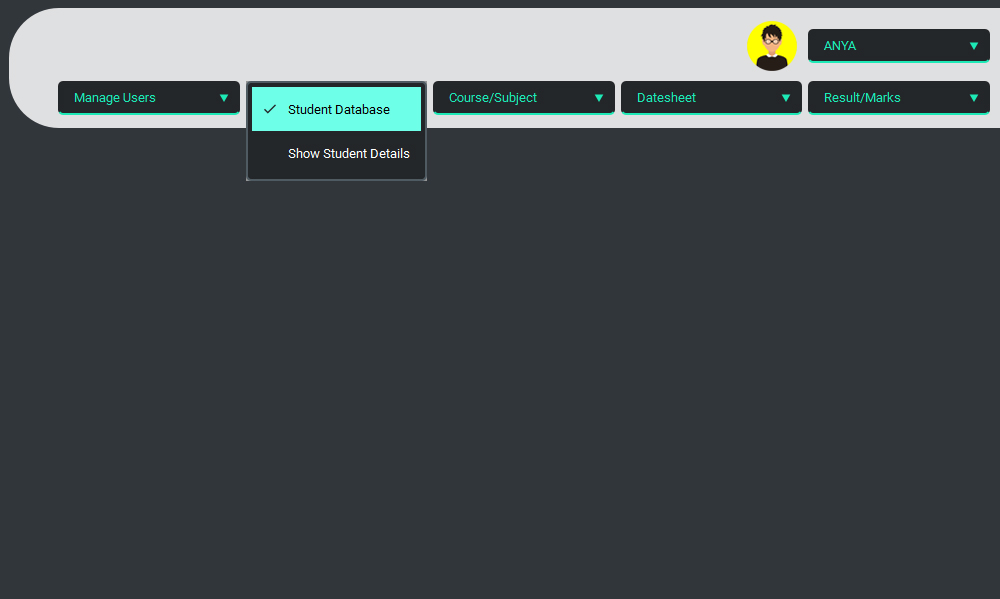 ANYA
Manage Users
Student Database
Show Student Details
Course/Subject
Datesheet
Result/Marks